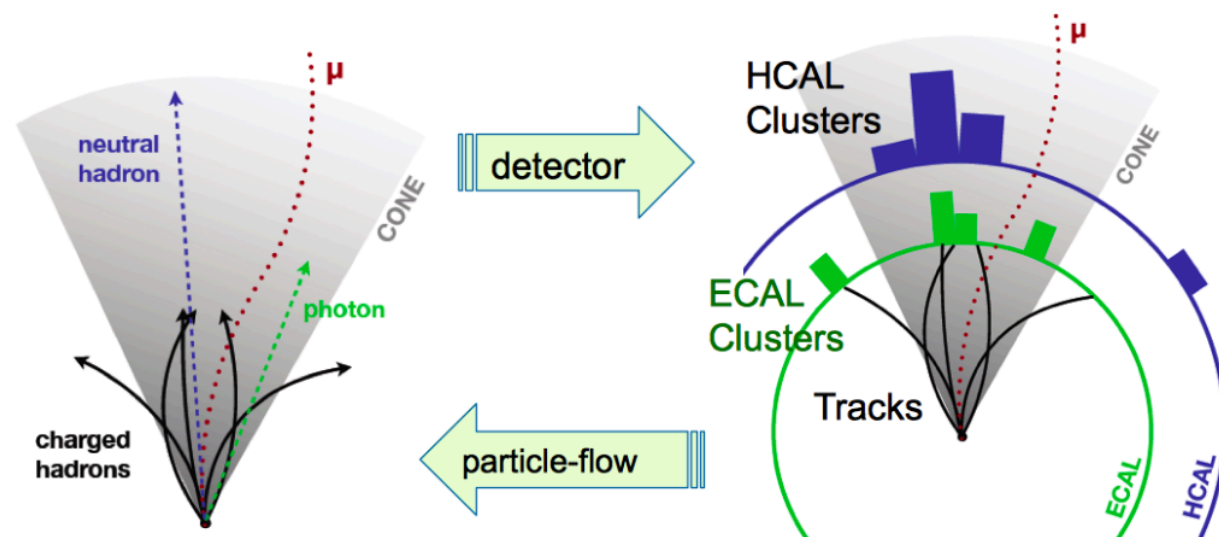 μ
neutral
hadron
CONE
photon
charged
hadrons
detector
particle-flow
μ
HCAL
Clusters
CONE
ECAL
Clusters
Tracks
ECAL
HCAL